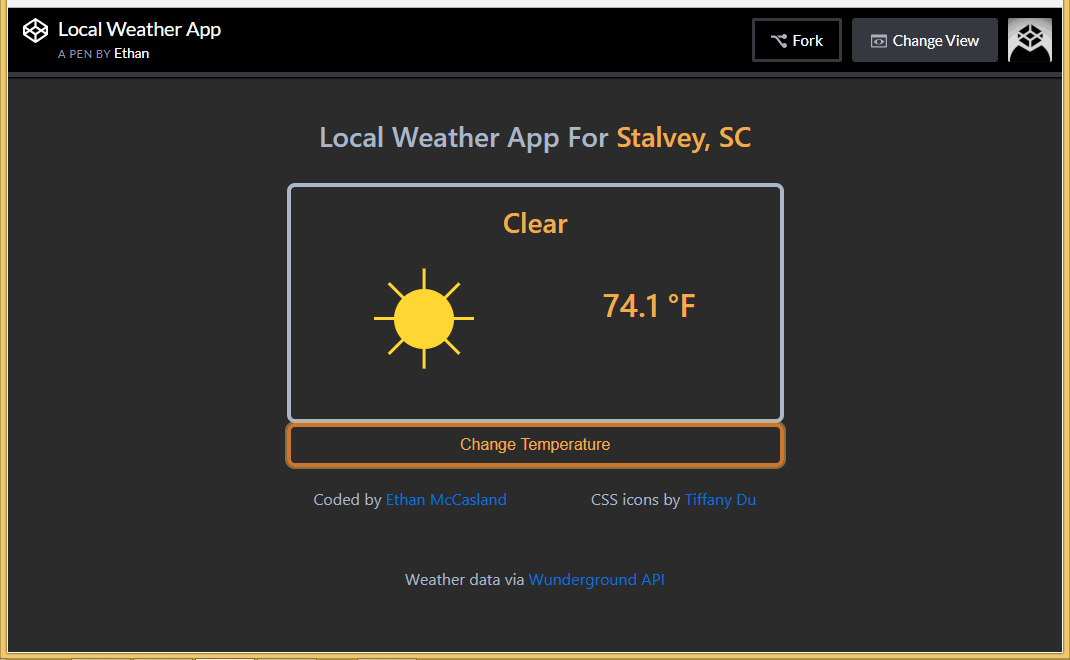 Local Weather App
A PEN BY Ethan
Fork
Change View
Local Weather App For Stalvey, SC
Clear
74.1 °F
Change Temperature
Coded by Ethan McCasland
CSS icons by Tiffany Du
Weather data via Wunderground API